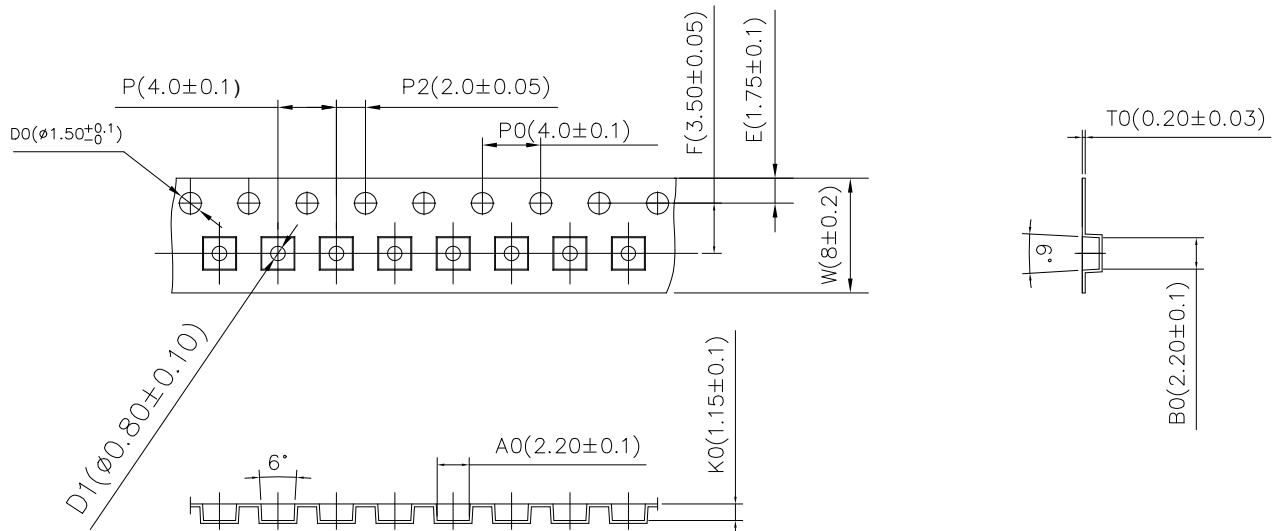 P(4.0±0.1)
P2(2.0±0.05)
D0(ø1.50+0.1-0)
P0(4.0±0.1)
F(3.50±0.05)
E(1.75±0.1)
W(8±0.2)
T0(0.20±0.03)
6°
B0(2.20±0.1)
D1(ø0.80±0.10)
6°
A0(2.20±0.1)
K0(1.15±0.1)